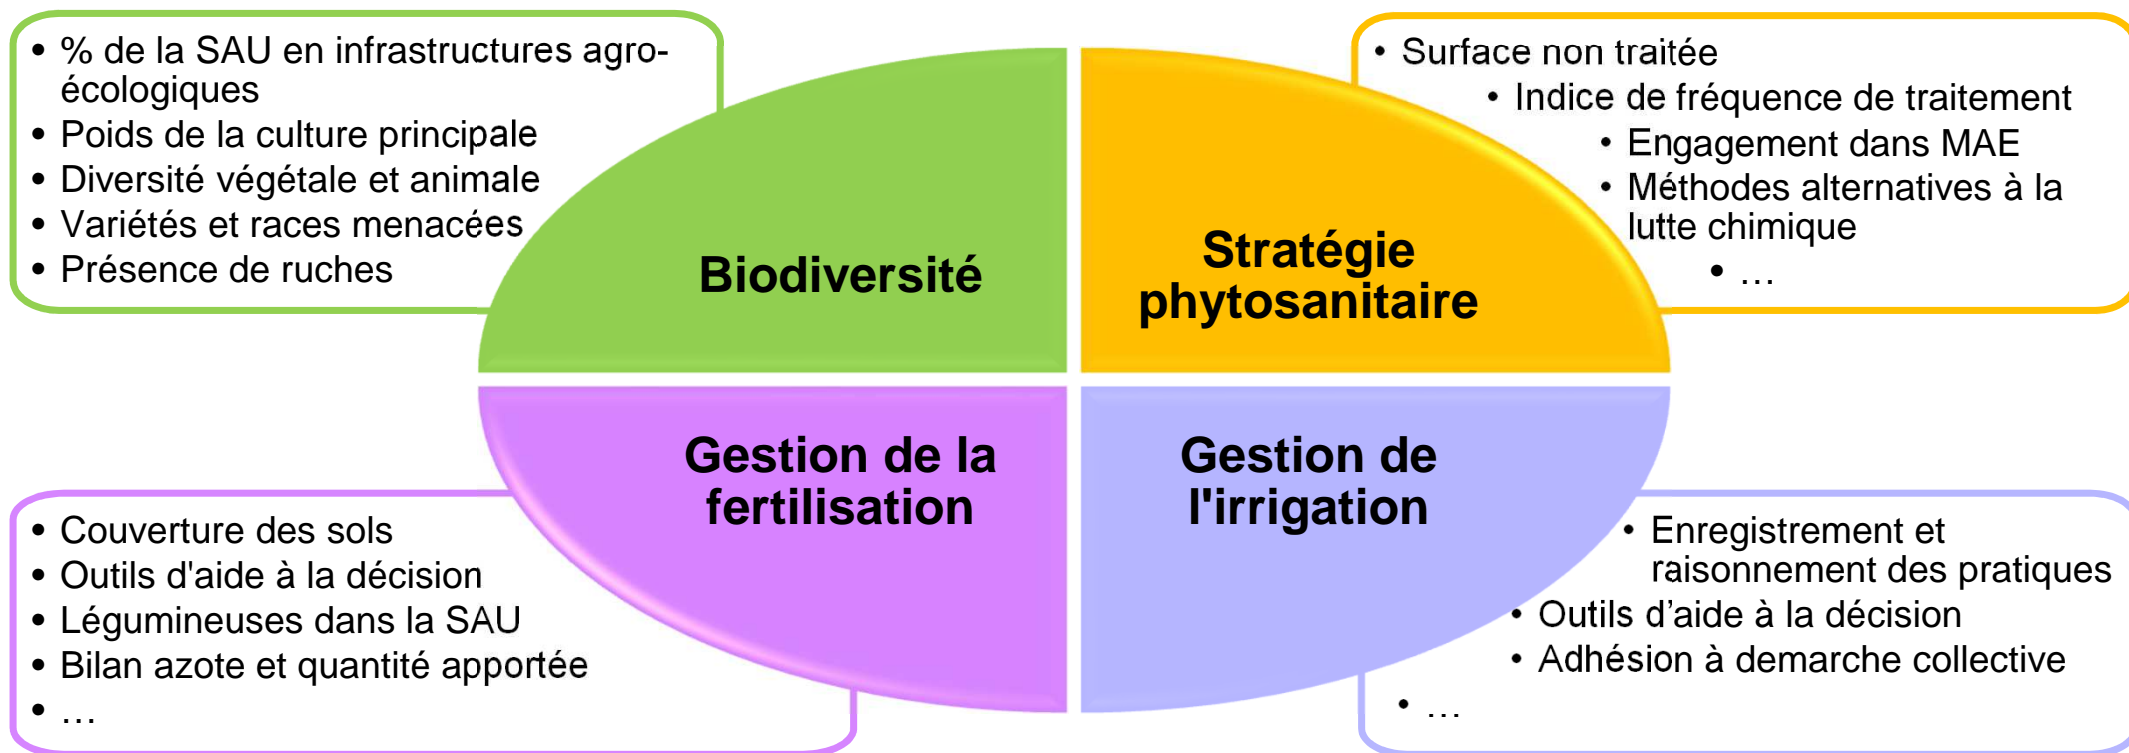 • % de la SAU en infrastructures agro-
écologiques
• Poids de la culture principale
• Diversité végétale et animale
• Variétés et races menacées
• Présence de ruches
Biodiversité
• Surface non traitée
• Indice de fréquence de traitement
• Engagement dans MAE
• Méthodes alternatives à la
lutte chimique
• …
Stratégie
phytosanitaire
Gestion de la
fertilisation
• Couverture des sols
• Outils d'aide à la décision
• Légumineuses dans la SAU
• Bilan azote et quantité apportée
• …
Gestion de
l'irrigation
• Enregistrement et
raisonnement des pratiques
• Outils d’aide à la décision
• Adhésion à demarche collective
• …